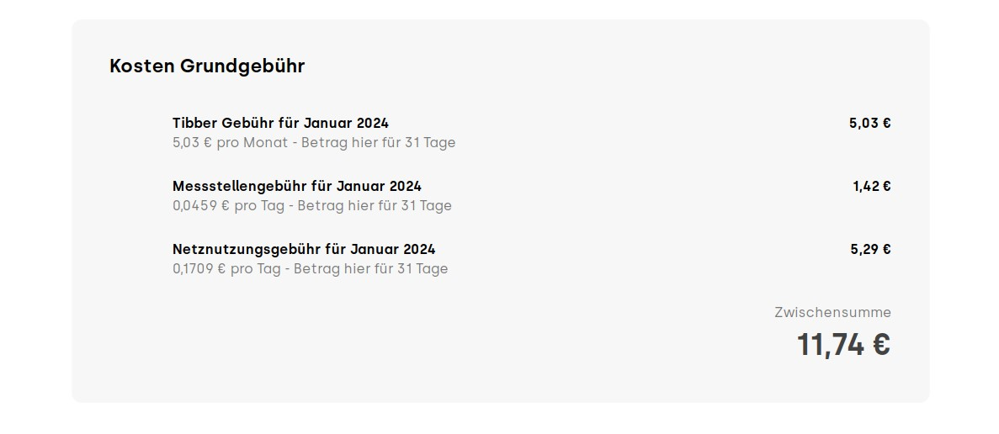 Kosten Grundgebühr
Tibber Gebühr für Januar 2024 5,03 €
5,03 € pro Monat - Betrag hier für 31 Tage
Messstellengebühr für Januar 2024 1,42 €
0,0459 € pro Tag - Betrag hier für 31 Tage
Netznutzungsgebühr für Januar 2024 5,29 €
0,1709 € pro Tag - Betrag hier für 31 Tage
Zwischensumme
11,74 €